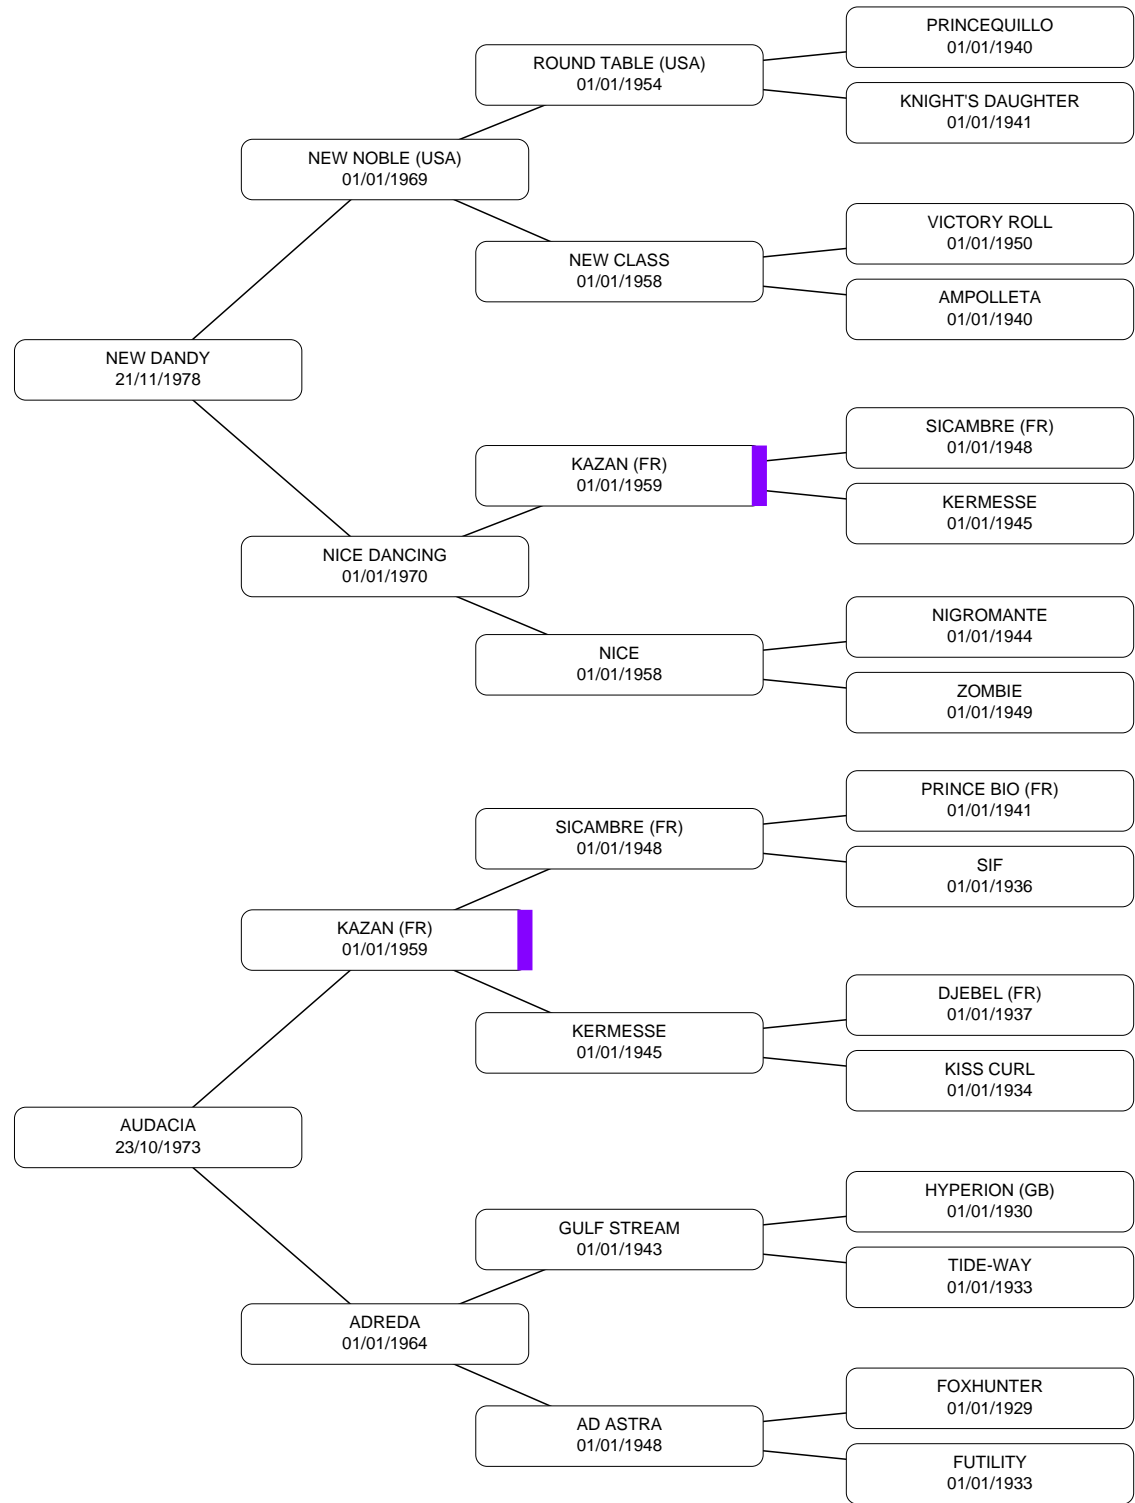 PRINCEQUILLO
01/01/1940
ROUND TABLE (USA)
01/01/1954
KNIGHT'S DAUGHTER
01/01/1941
NEW NOBLE (USA)
01/01/1969
VICTORY ROLL
01/01/1950
NEW CLASS
01/01/1958
AMPOLLETA
01/01/1940
NEW DANDY
21/11/1978
SICAMBRE (FR)
01/01/1948
KAZAN (FR)
01/01/1959
KERMESSE
01/01/1945
NICE DANCING
01/01/1970
NIGROMANTE
01/01/1944
NICE
01/01/1958
ZOMBIE
01/01/1949
PRINCE BIO (FR)
01/01/1941
SICAMBRE (FR)
01/01/1948
SIF
01/01/1936
KAZAN (FR)
01/01/1959
DJEBEL (FR)
01/01/1937
KERMESSE
01/01/1945
KISS CURL
01/01/1934
AUDACIA
23/10/1973
HYPERION (GB)
01/01/1930
GULF STREAM
01/01/1943
TIDE-WAY
01/01/1933
ADREDA
01/01/1964
FOXHUNTER
01/01/1929
AD ASTRA
01/01/1948
FUTILITY
01/01/1933